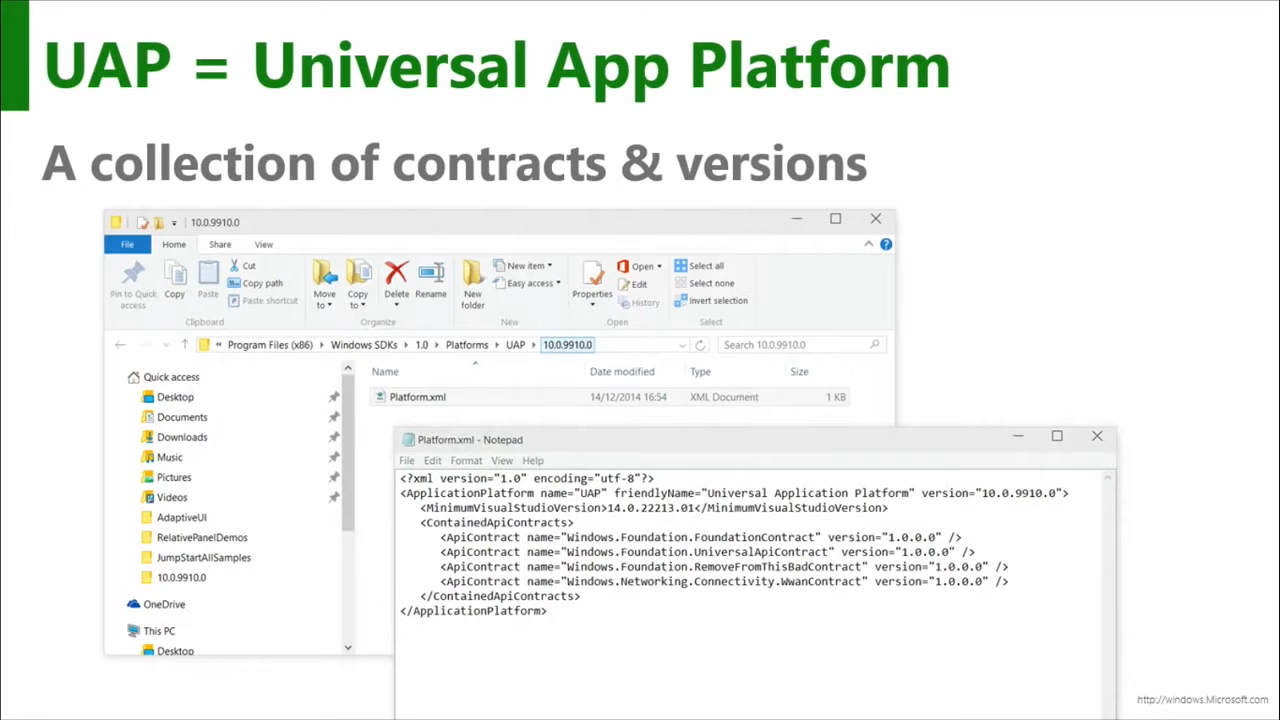 UAP = Universal App Platform
A collection of contracts & versions
10.0.9910.0
File Home Share View
Pin to Quick access
Copy
Paste
Cut
Copy path
Paste shortcut
Clipboard
Move to
Copy to
Delete
Rename
Organize
New folder
New item
Easy access
New
Properties
Open
Edit
History
Open
Select all
Select none
Invert selection
Select
« Program Files (x86) Windows SDKs 1.0 Platforms UAP 10.0.9910.0
Search 10.0.9910.0
Quick access
Desktop
Documents
Downloads
Music
Pictures
Videos
AdaptiveUI
RelativePanelDemos
JumpStartAllSamples
10.0.9910.0
OneDrive
This PC
Desktop
Name Date modified Type Size
Platform.xml 14/12/2014 16:54 XML Document 1 KB
Platform.xml - Notepad
File Edit Format View Help
<?xml version="1.0" encoding="utf-8"?>
<ApplicationPlatform name="UAP" friendlyName="Universal Application Platform" version="10.0.9910.0">
<MinimumVisualStudioVersion>14.0.22213.01</MinimumVisualStudioVersion>
<ContainedApiContracts>
<ApiContract name="Windows.Foundation.FoundationContract" version="1.0.0.0" />
<ApiContract name="Windows.Foundation.UniversalApiContract" version="1.0.0.0" />
<ApiContract name="Windows.Foundation.RemoveFromThisBadContract" version="1.0.0.0" />
<ApiContract name="Windows.Networking.Connectivity.WwanContract" version="1.0.0.0" />
</ContainedApiContracts>
</ApplicationPlatform>
http://windows.Microsoft.com